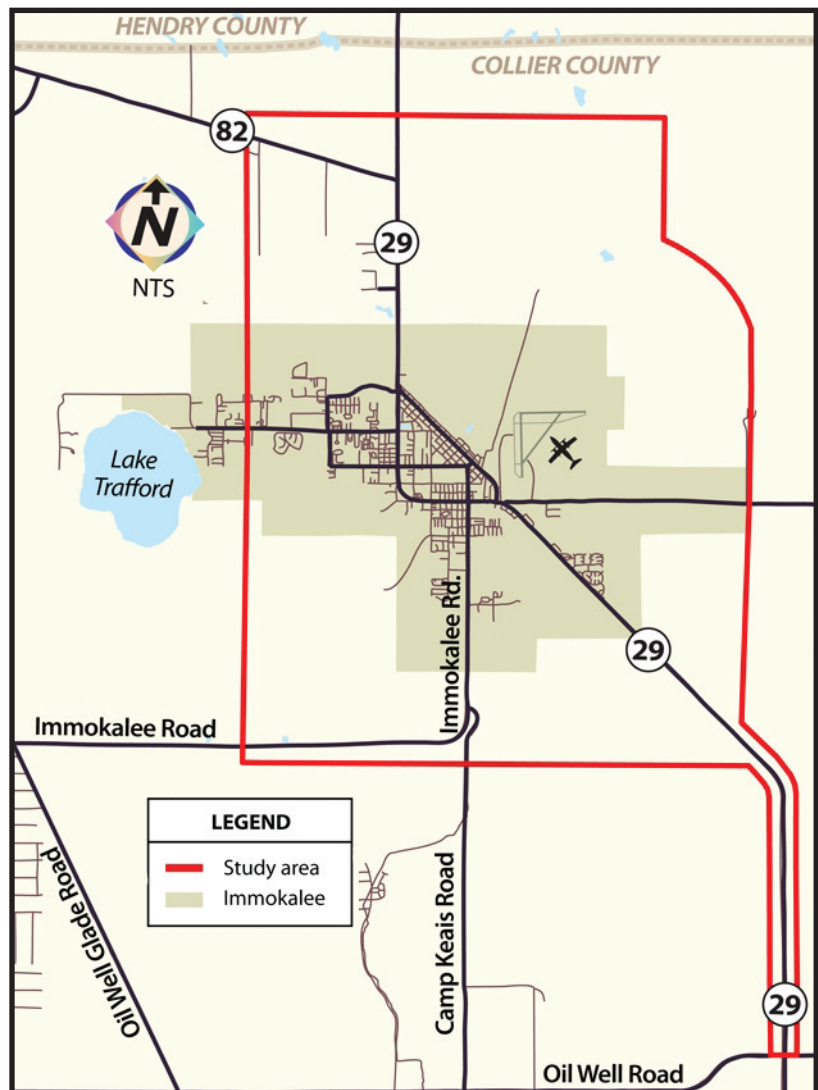 HENDRY COUNTY
COLLIER COUNTY
82
N
NTS
29
Lake
Trafford
29
Immokalee Rd.
Immokalee Road
LEGEND
Study area
Immokalee
Oil Well Glade Road
Camp Keais Road
29
Oil Well Road